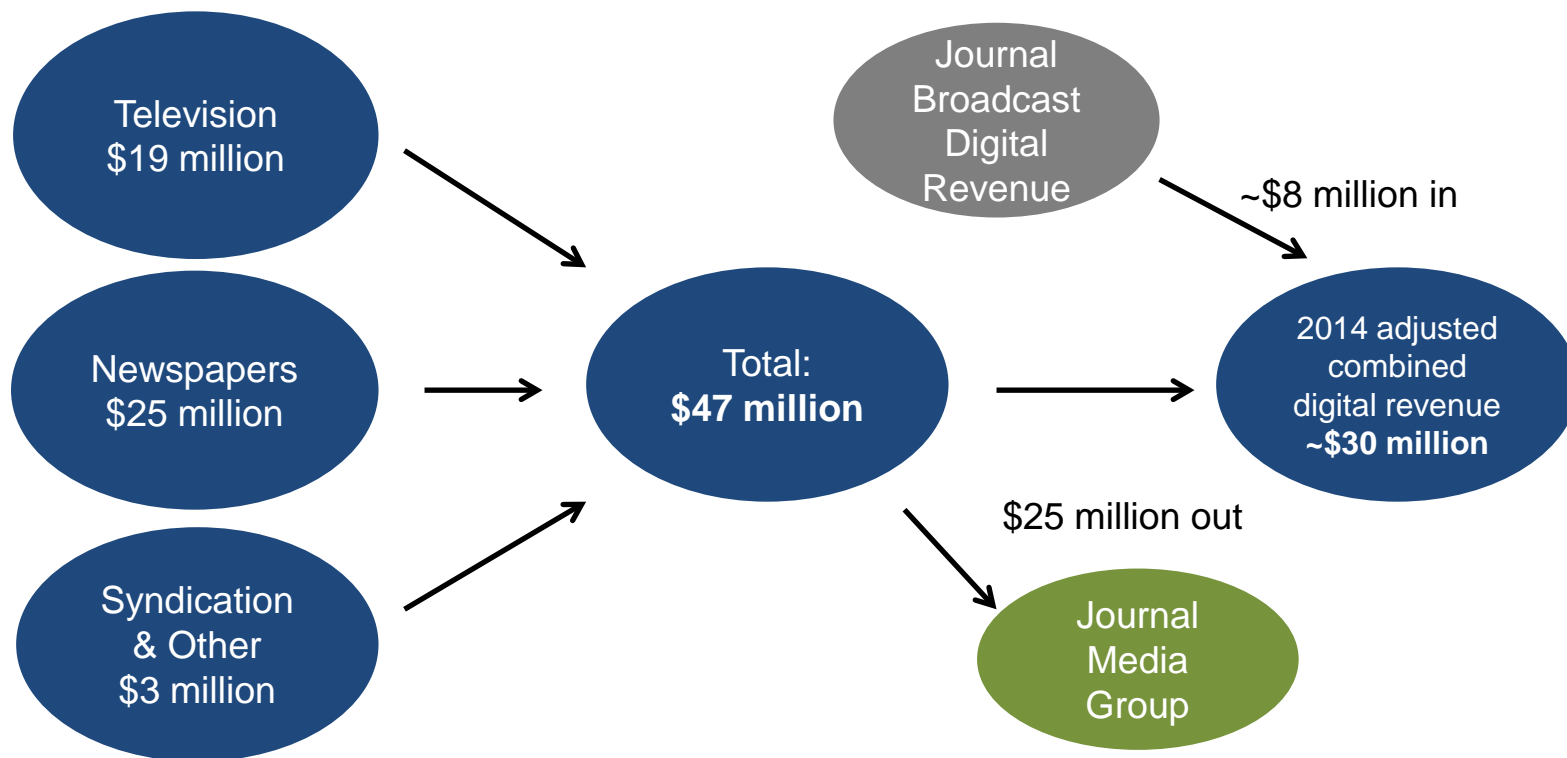 Television
$19 million
Newspapers
$25 million
Syndication
& Other
$3 million
Total:
$47 million
Journal
Broadcast
Digital
Revenue
~$8 million in
2014 adjusted
combined
digital revenue
~$30 million
$25 million out
Journal
Media
Group